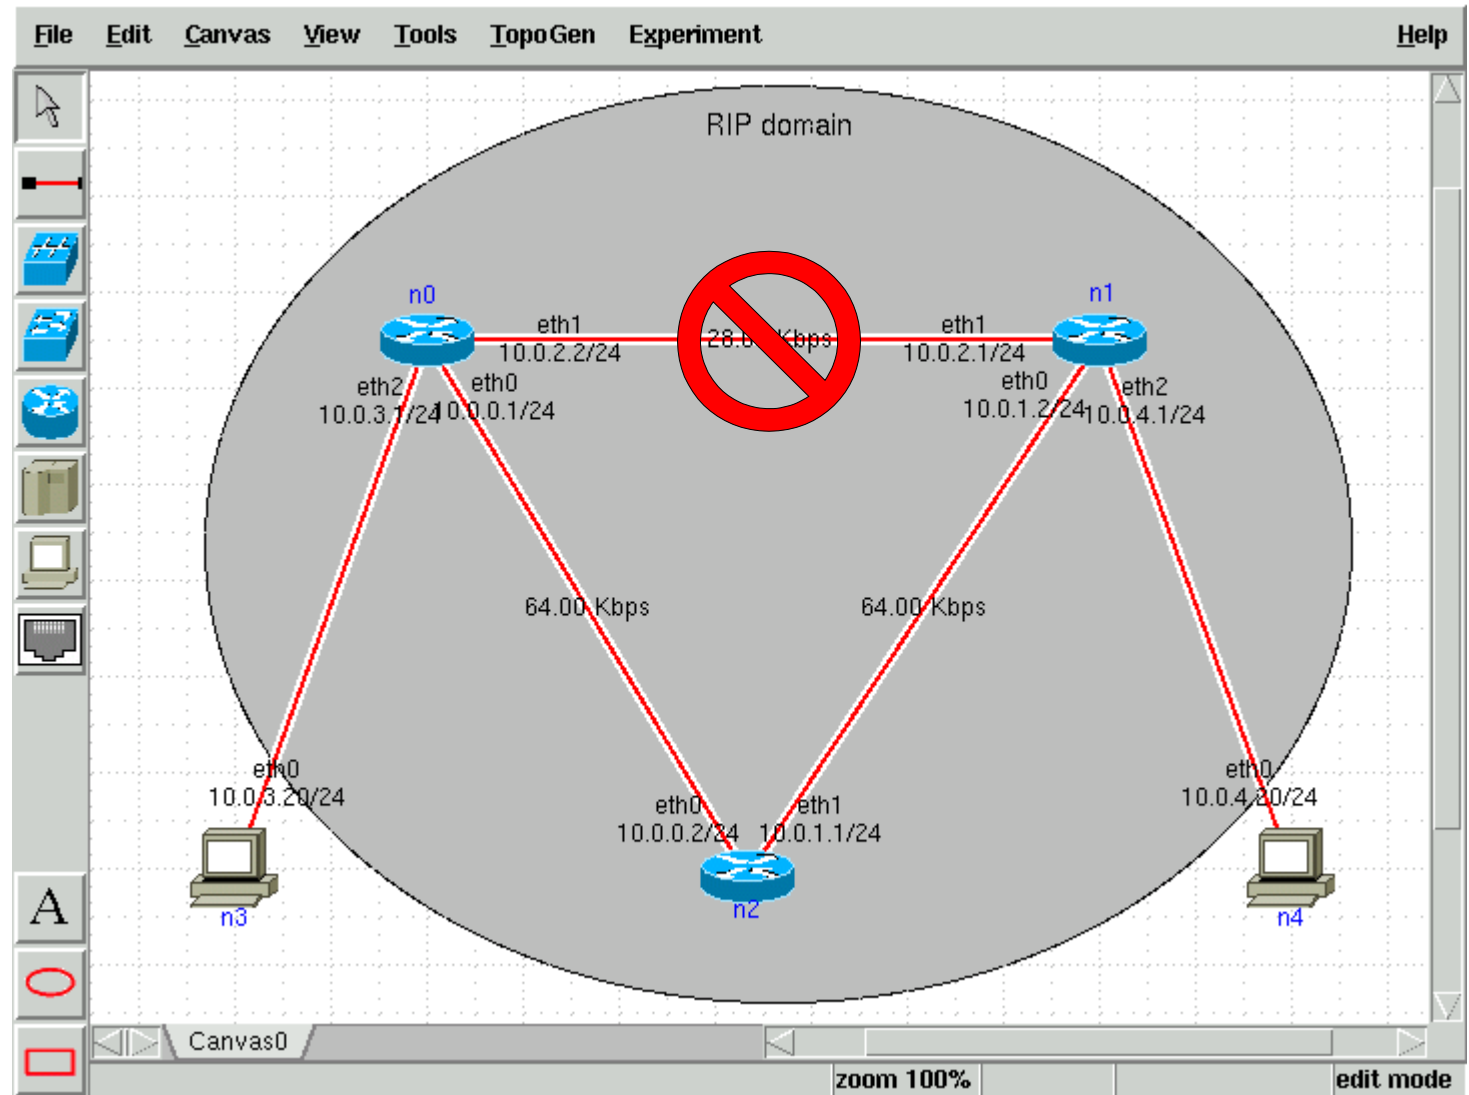 File Edit Canvas View Tools TopoGen Experiment Help
RIP domain
n0
n1
eth1
10.0.2.2/24
Kbps
eth1
10.0.2.1/24
eth2
10.0.3.1/24
eth0
10.0.0.1/24
eth0
10.0.1.2/24
eth2
10.0.4.1/24
64.00 Kbps
64.00 Kbps
eth0
10.0.3.20/24
eth0
10.0.4.20/24
eth0
10.0.0.2/24
eth1
10.0.1.1/24
n3
n2
n4
A
Canvas0
zoom 100%
edit mode